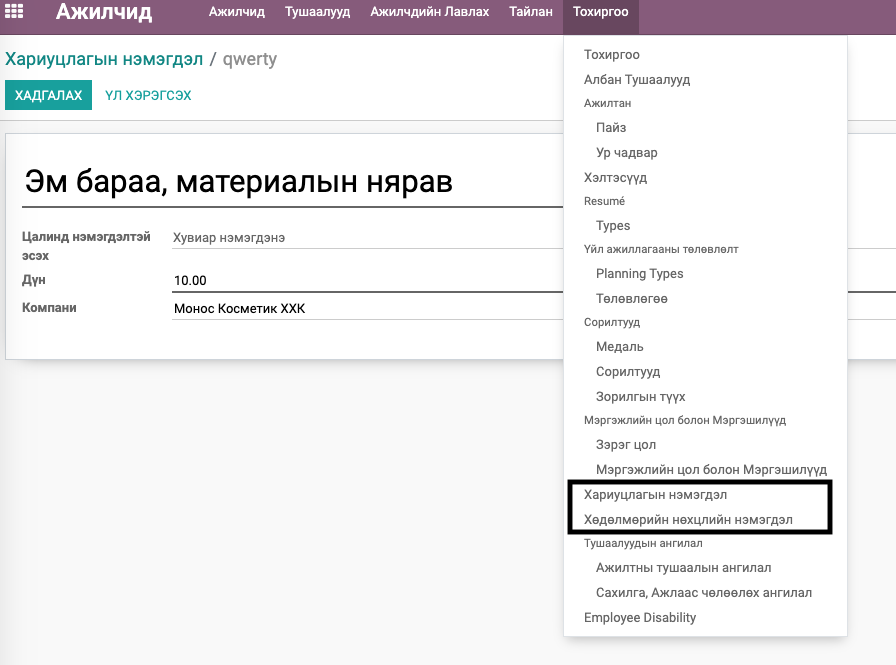 Ажилчид Ажилчид Тушаалууд Ажилчдийн Лавлах Тайлан Тохиргоо
Хариуцлагын нэмэгдэл / qwerty
ХАДГАЛАХ ҮЛ ХЭРЭГСЭХ
Эм бараа, материалын нярав
Цалинд нэмэгдэлтэй эсэх Хувиар нэмэгдэнэ
Дүн 10.00
Компани Монос Косметик ХХК
Тохиргоо
Албан Тушаалууд
Ажилтан
Пайз
Ур чадвар
Хэлтэсүүд
Resumé
Types
Үйл ажиллагааны төлөвлөлт
Planning Types
Төлөвлөгөө
Сорилтууд
Медаль
Сорилтууд
Зорилгын түүх
Мэргэжлийн цол болон Мэргэшилүүд
Зэрэг цол
Мэргэжлийн цол болон Мэргэшилүүд
Хариуцлагын нэмэгдэл
Хөдөлмөрийн нөхцлийн нэмэгдэл
Тушаалуудын ангилал
Ажилтны тушаалын ангилал
Сахилга, Ажлаас чөлөөлөх ангилал
Employee Disability